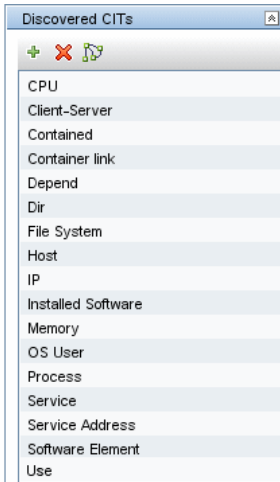 Discovered CITs
CPU
Client-Server
Contained
Container link
Depend
Dir
File System
Host
IP
Installed Software
Memory
OS User
Process
Service
Service Address
Software Element
Use